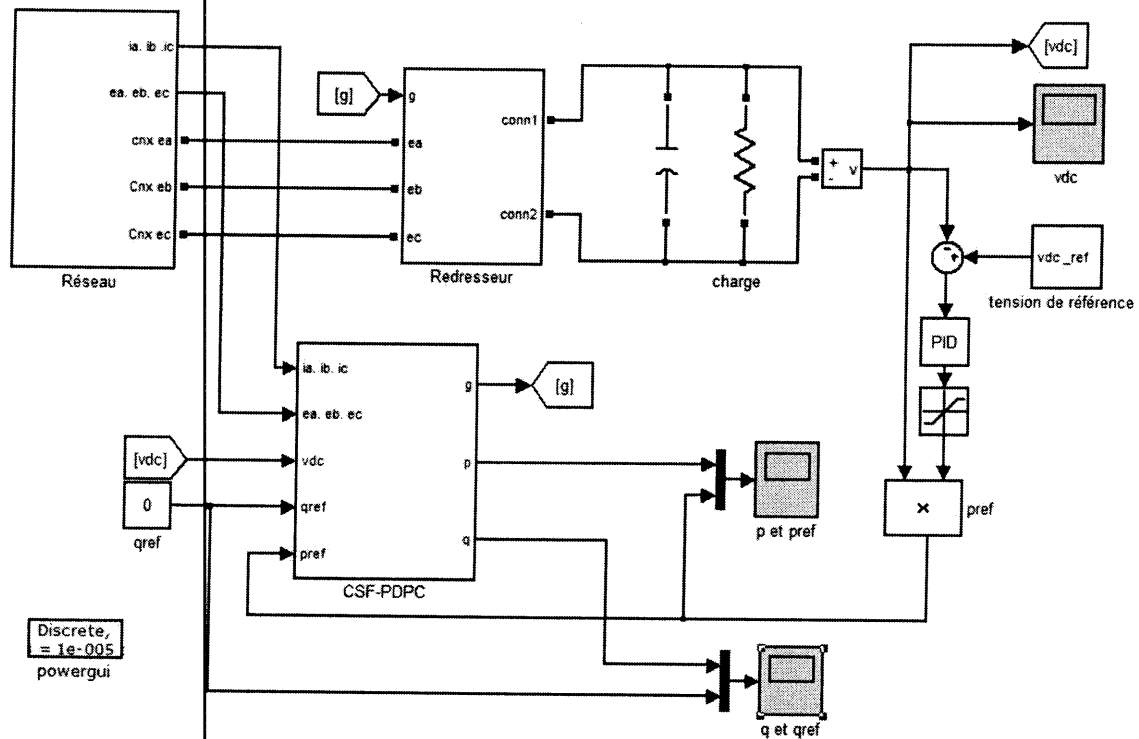 ia. ib .ic
ea. eb. ec
cnx ea
Cnx eb
Cnx ec
Réseau
[g]
g
ea
eb
ec
conn1
conn2
Redresseur
charge
+
-
v
[vdc]
vdc
-
+
vdc_ref
tension de référence
PID
×
pref
ia. ib. ic
ea. eb. ec
vdc
qref
pref
g
p
q
CSF-PDPC
[g]
[vdc]
0
qref
p et pref
q et qref
Discrete,
= 1e-005
powergui